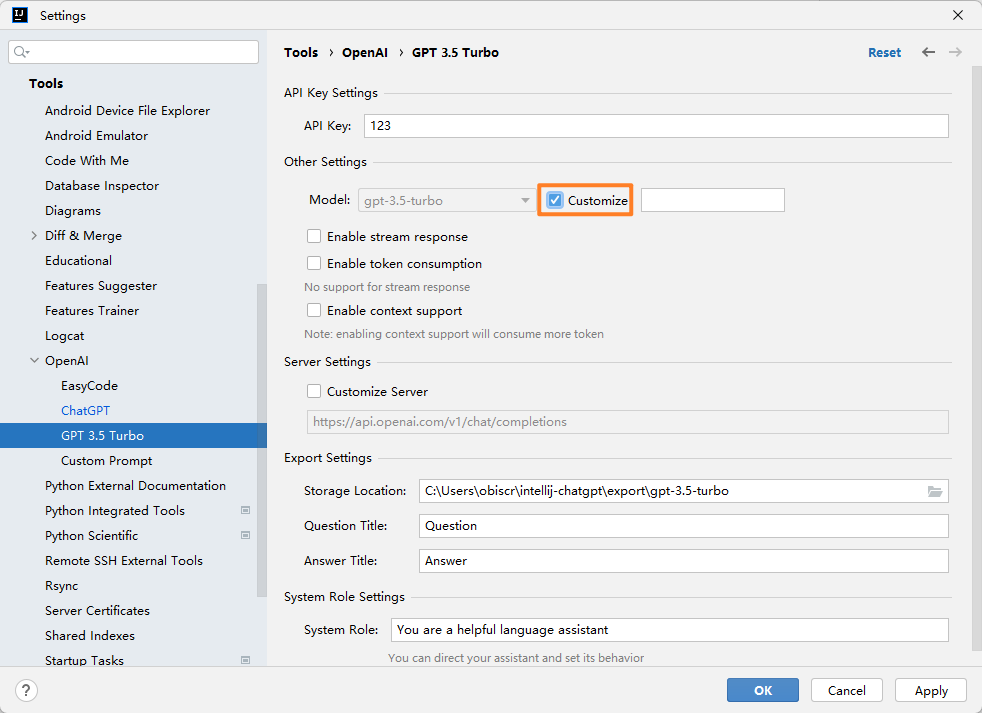 IJ Settings
Tools
Android Device File Explorer
Android Emulator
Code With Me
Database Inspector
Diagrams
Diff & Merge
Educational
Features Suggester
Features Trainer
Logcat
OpenAI
EasyCode
ChatGPT
GPT 3.5 Turbo
Custom Prompt
Python External Documentation
Python Integrated Tools
Python Scientific
Remote SSH External Tools
Rsync
Server Certificates
Shared Indexes
Startup Tasks
Tools › OpenAI › GPT 3.5 Turbo Reset
API Key Settings
API Key: 123
Other Settings
Model: gpt-3.5-turbo Customize
Enable stream response
Enable token consumption
No support for stream response
Enable context support
Note: enabling context support will consume more token
Server Settings
Customize Server
https://api.openai.com/v1/chat/completions
Export Settings
Storage Location: C:\Users\obiscr\intellij-chatgpt\export\gpt-3.5-turbo
Question Title: Question
Answer Title: Answer
System Role Settings
System Role: You are a helpful language assistant
You can direct your assistant and set its behavior
? OK Cancel Apply